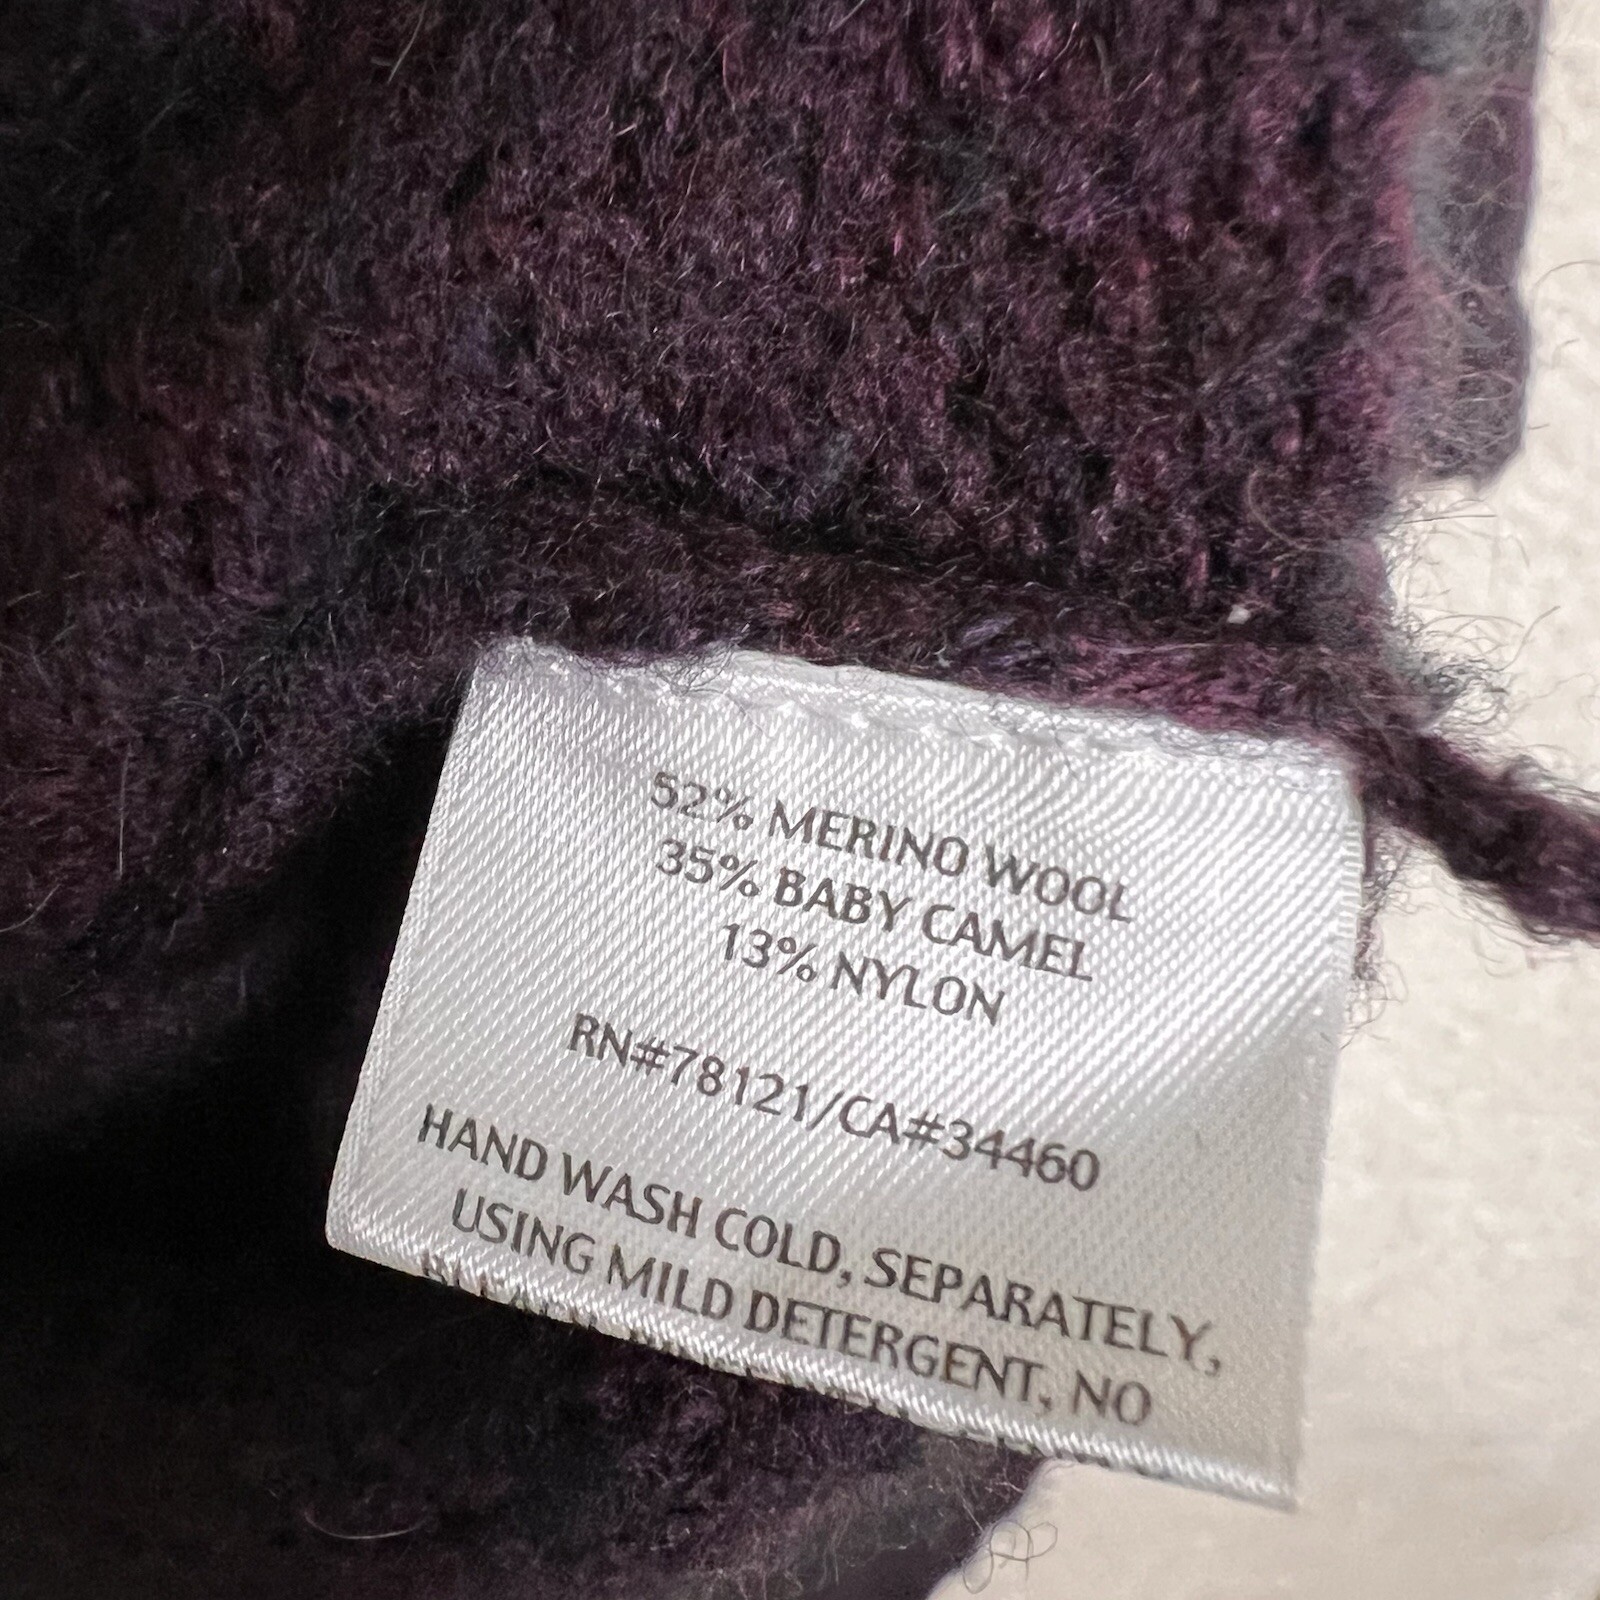 52% MERINO WOOL
35% BABY CAMEL
13% NYLON
RN#78121/CA#34460
HAND WASH COLD, SEPARATELY,
USING MILD DETERGENT, NO